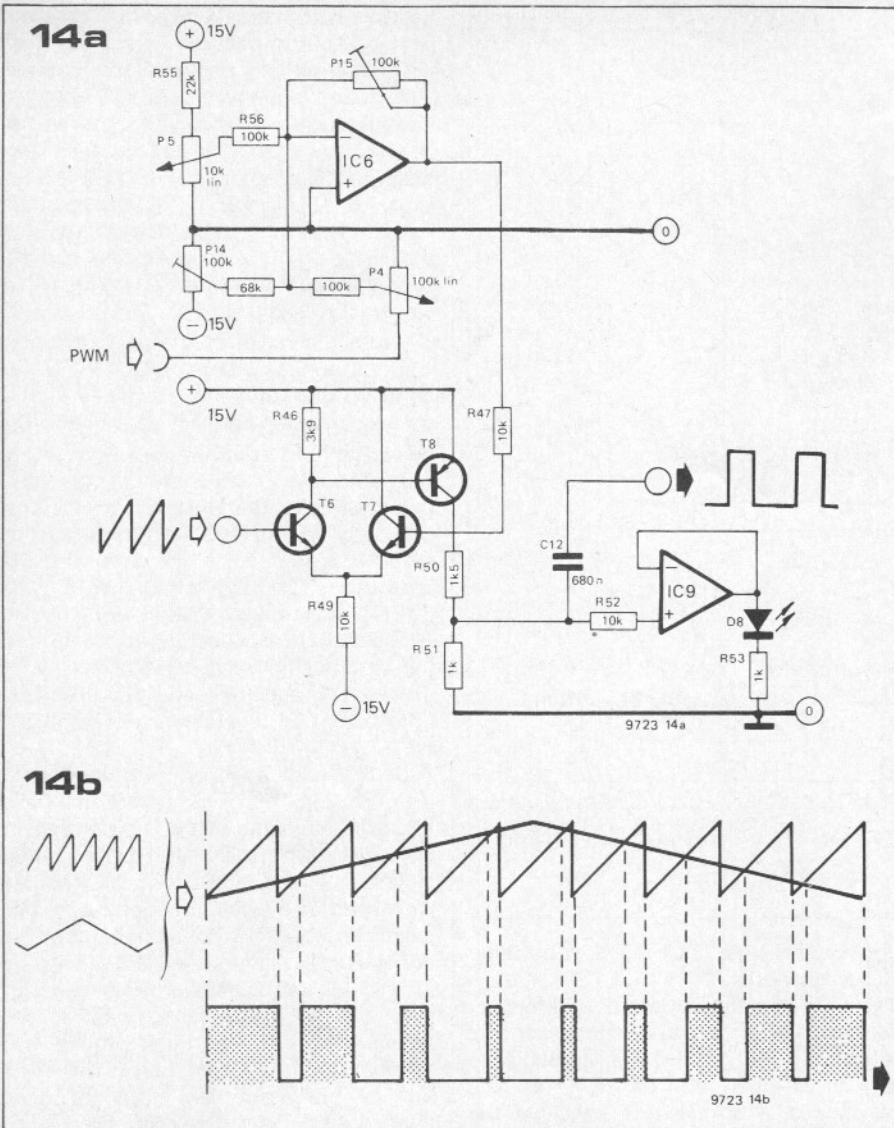 14a
+ 15V
R55
22k
P5
10k
lin
R56
100k
P15
100k
−
IC6
+
0
P14
100k
68k
100k
P4
100k lin
− 15V
PWM
+
15V
R46
3k9
T8
R47
10k
T6
T7
R50
1k5
C12
680n
R52
10k
*
−
IC9
+
D8
R49
10k
R51
1k
R53
1k
− 15V
0
9723 14a
14b
9723 14b